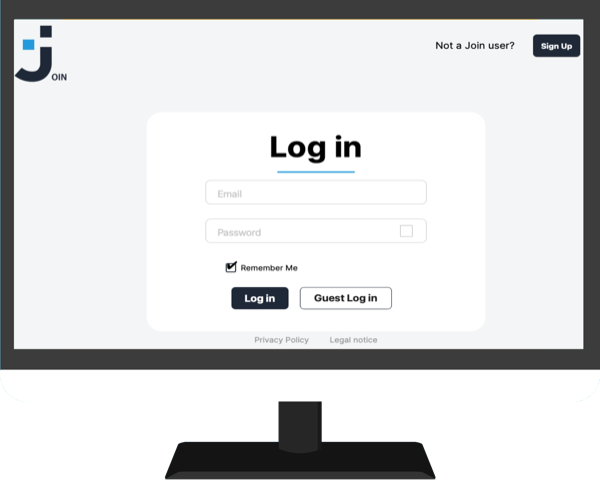 JOIN
Not a Join user?
Sign Up
Log in
Email
Password
Remember Me
Log in
Guest Log in
Privacy Policy
Legal notice